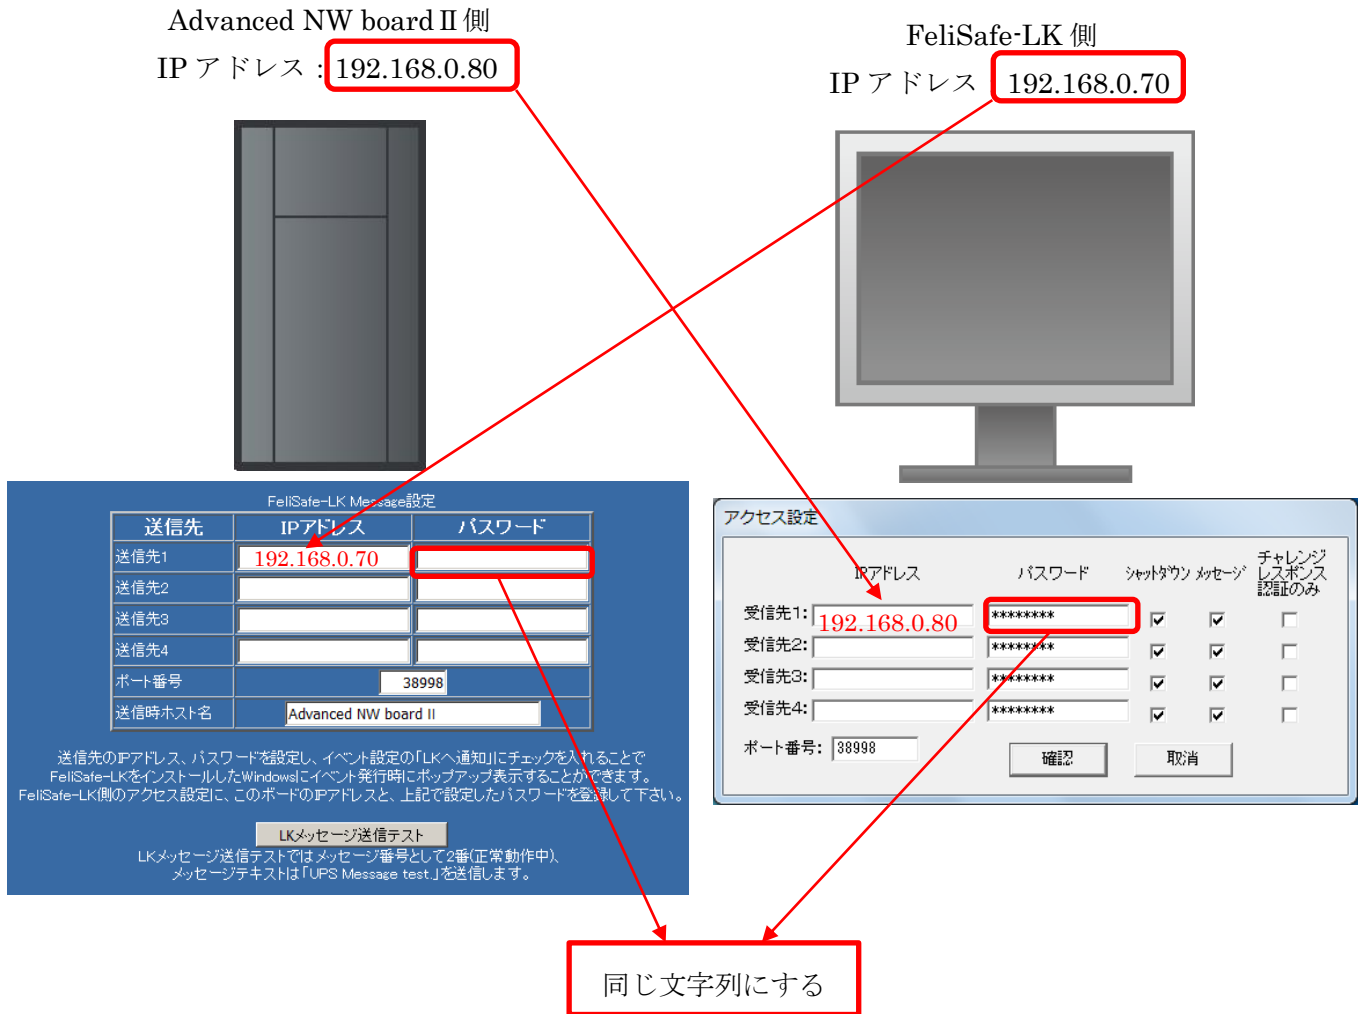 Advanced NW boardⅡ側
IP アドレス : 192.168.0.80
FeliSafe-LK 側
IP アドレス : 192.168.0.70
FeliSafe-LK Message設定
送信先 IPアドレス パスワード
送信先1 192.168.0.70
送信先2
送信先3
送信先4
ポート番号 38998
送信時ホスト名 Advanced NW board II
送信先のIPアドレス、パスワードを設定し、イベント設定の「LKへ通知」にチェックを入れることで
FeliSafe-LKをインストールしたWindowsにイベント発行時にポップアップ表示することができます。
FeliSafe-LK側のアクセス設定に、このボードのIPアドレスと、上記で設定したパスワードを登録して下さい。
LKメッセージ送信テスト
LKメッセージ送信テストではメッセージ番号として2番(正常動作中)、
メッセージテキストは「UPS Message test.」を送信します。
アクセス設定
IPアドレス パスワード シャットダウン メッセージ チャレンジ
レスポンス
認証のみ
受信先1: 192.168.0.80 ********
受信先2: ********
受信先3: ********
受信先4: ********
ポート番号: 38998 確認 取消
同じ文字列にする